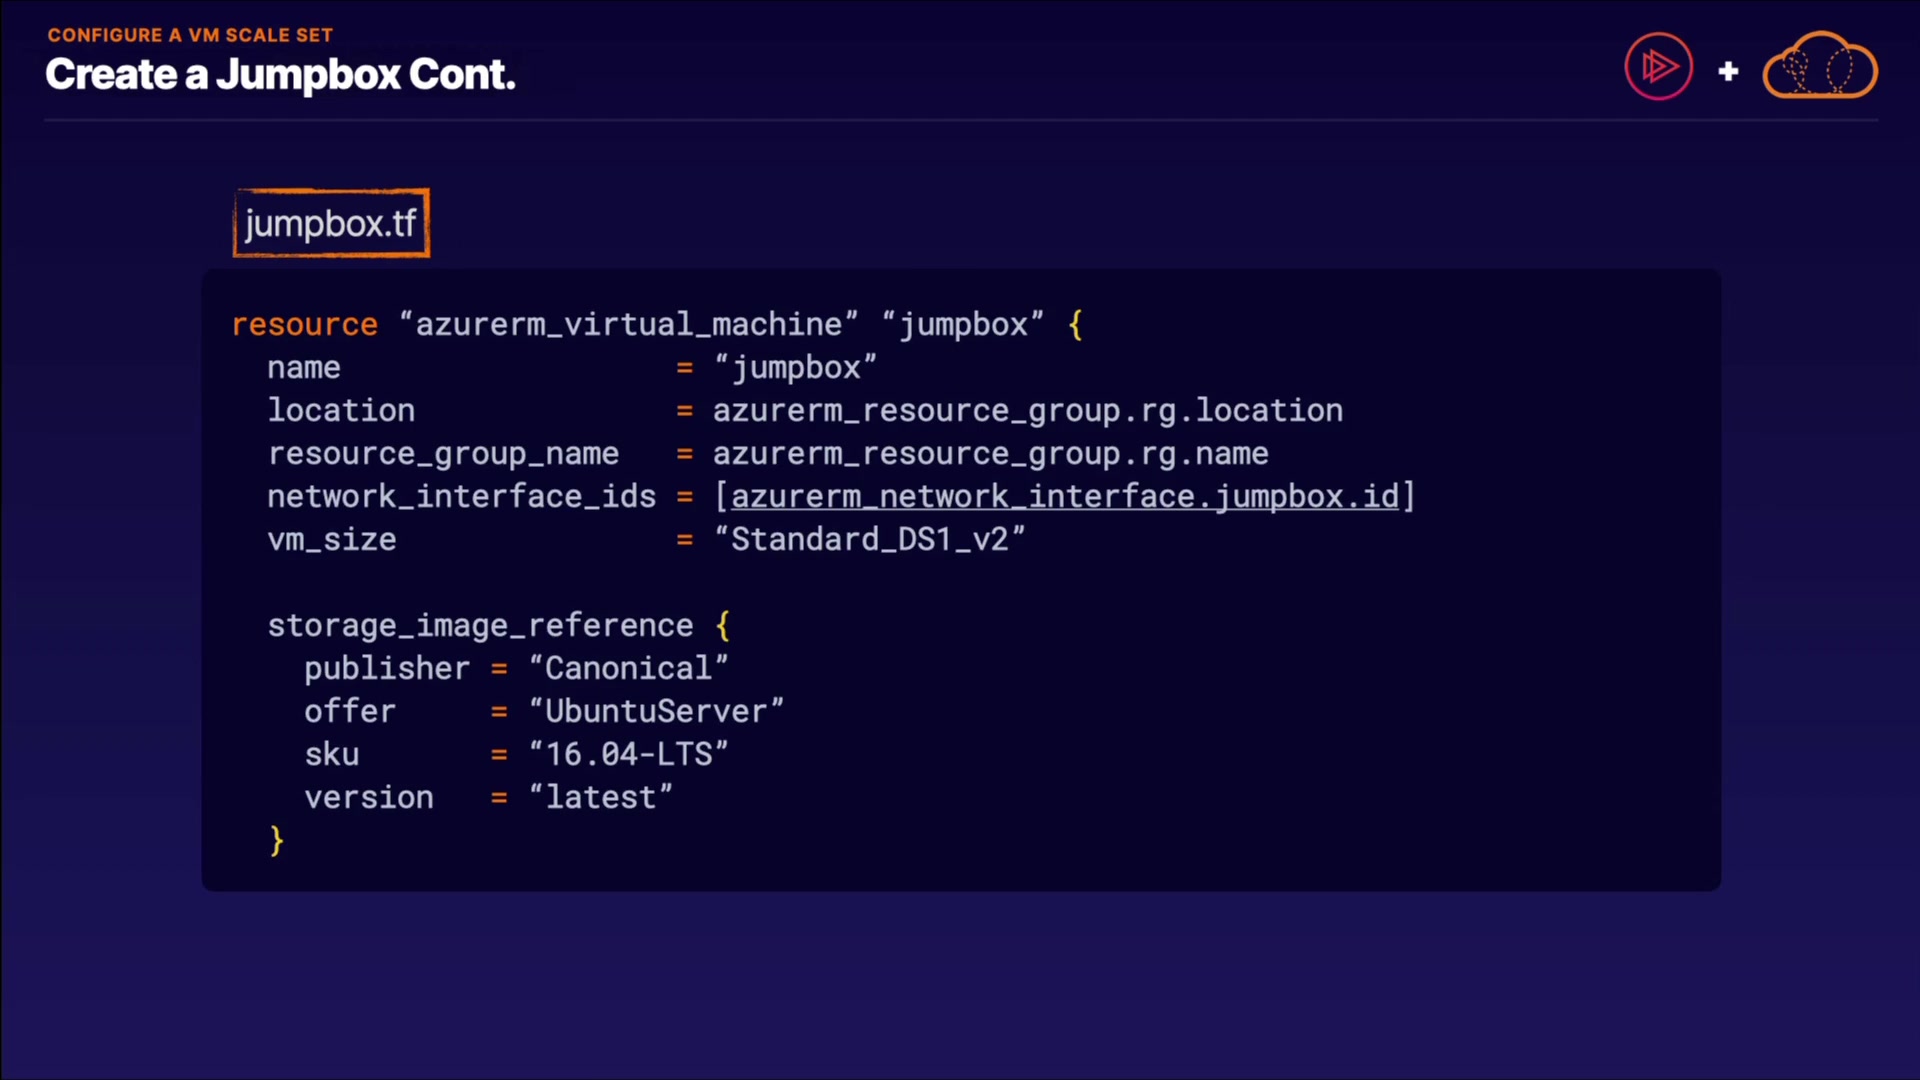 CONFIGURE A VM SCALE SET
Create a Jumpbox Cont.
+
jumpbox.tf
resource “azurerm_virtual_machine” “jumpbox” {
  name                  = “jumpbox”
  location              = azurerm_resource_group.rg.location
  resource_group_name   = azurerm_resource_group.rg.name
  network_interface_ids = [azurerm_network_interface.jumpbox.id]
  vm_size               = “Standard_DS1_v2”
  storage_image_reference {
    publisher = “Canonical”
    offer     = “UbuntuServer”
    sku       = “16.04-LTS”
    version   = “latest”
  }